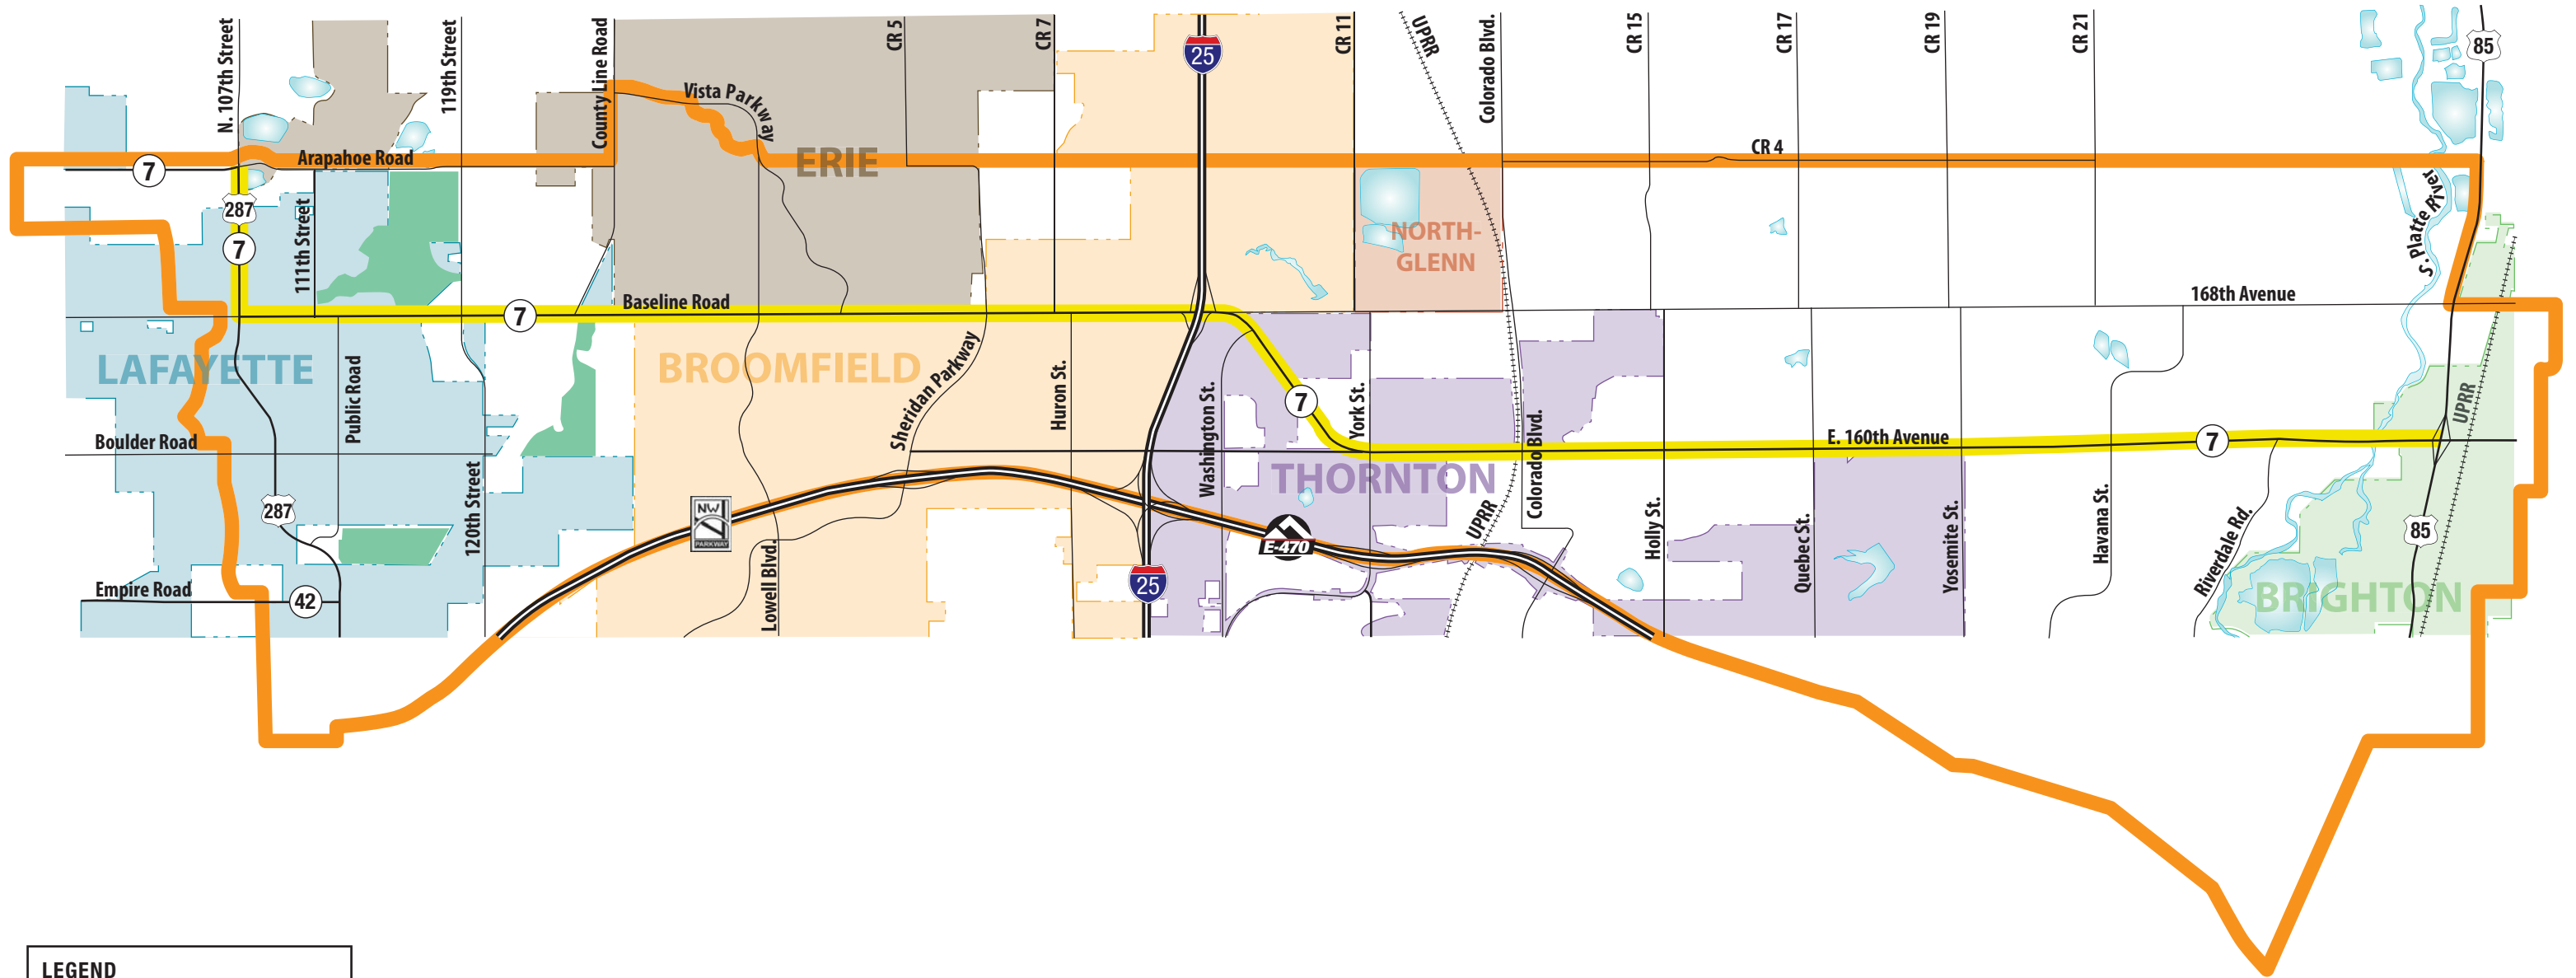 N. 107th Street
119th Street
County Line Road
CR 5
CR 7
25
CR 11
UPRR
Colorado Blvd.
CR 15
CR 17
CR 19
CR 21
85
Vista Parkway
Arapahoe Road
7
ERIE
CR 4
287
7
111th Street
NORTH-
GLENN
S. Platte River
Baseline Road
7
168th Avenue
LAFAYETTE
BROOMFIELD
Public Road
Sheridan Parkway
Huron St.
Washington St.
7
York St.
Colorado Blvd.
UPRR
Boulder Road
E. 160th Avenue
7
THORNTON
120th Street
287
NW
PARKWAY
Lowell Blvd.
E-470
UPRR
Holly St.
Quebec St.
Yosemite St.
Havana St.
Riverdale Rd.
85
25
Empire Road
42
BRIGHTON
LEGEND